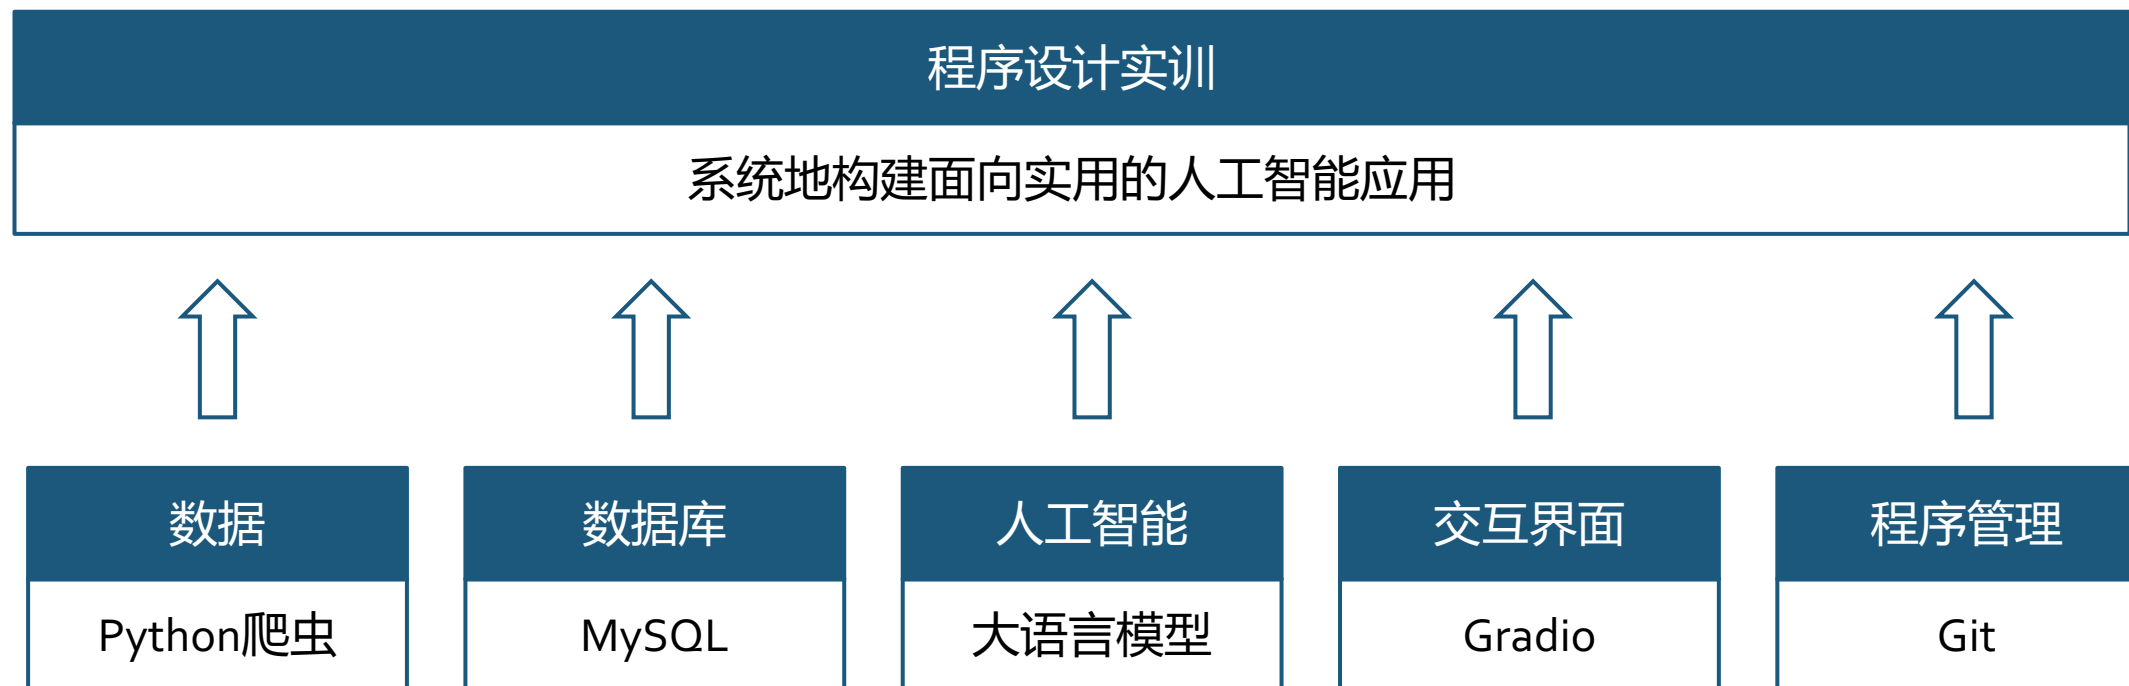 程序设计实训
系统地构建面向实用的人工智能应用
数据
数据库
人工智能
交互界面
程序管理
Python爬虫
MySQL
大语言模型
Gradio
Git